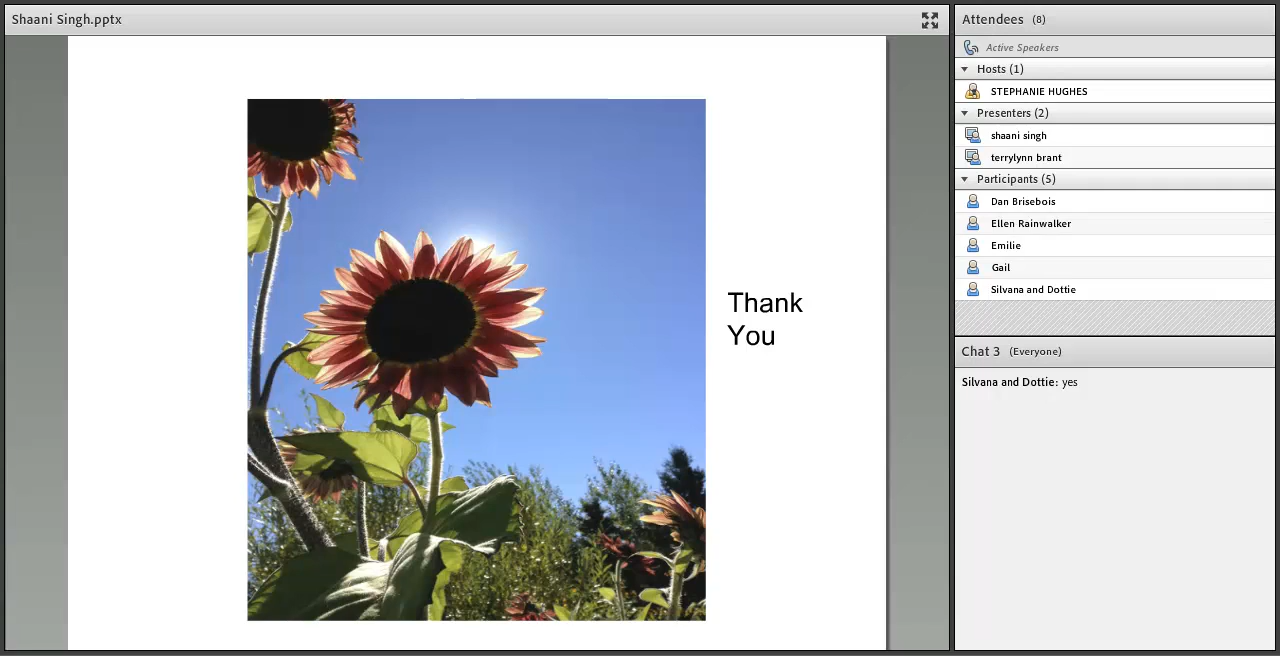 Shaani Singh.pptx
Thank
You
Attendees (8)
Active Speakers
Hosts (1)
STEPHANIE HUGHES
Presenters (2)
shaani singh
terrylynn brant
Participants (5)
Dan Brisebois
Ellen Rainwalker
Emilie
Gail
Silvana and Dottie
Chat 3 (Everyone)
Silvana and Dottie: yes